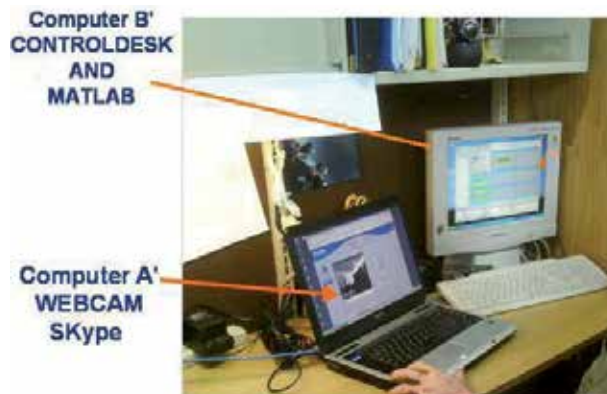 Computer B'
CONTROLDESK
AND
MATLAB
Computer A'
WEBCAM
SKype